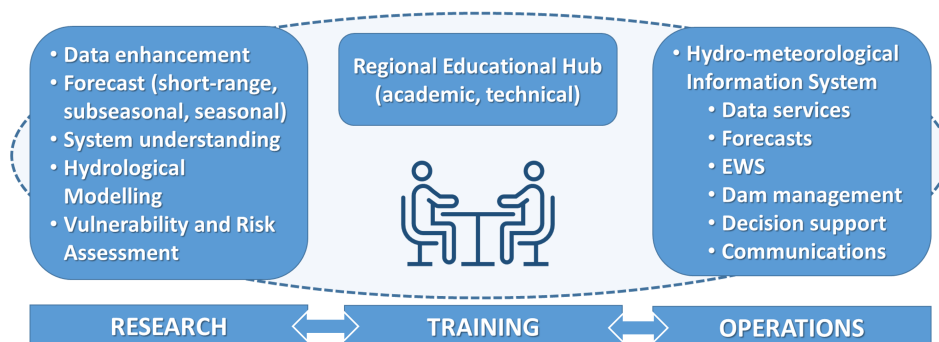 • Data enhancement
• Forecast (short-range,
subseasonal, seasonal)
• System understanding
• Hydrological
Modelling
• Vulnerability and Risk
Assessment
Regional Educational Hub
(academic, technical)
• Hydro-meteorological
Information System
• Data services
• Forecasts
• EWS
• Dam management
• Decision support
• Communications
RESEARCH
TRAINING
OPERATIONS